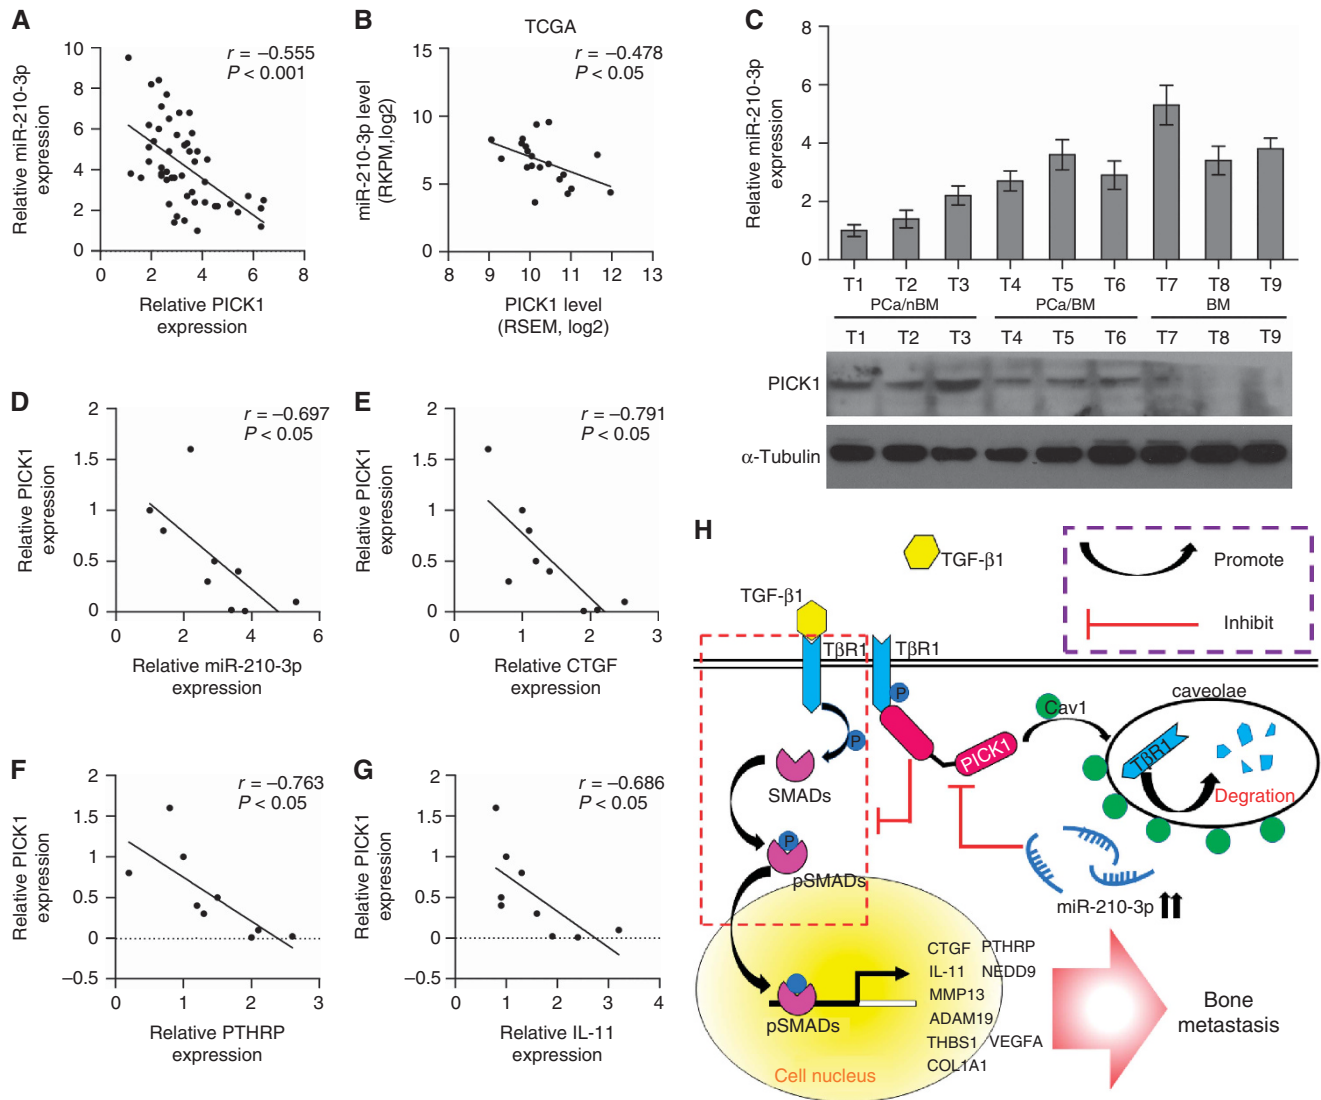 A
Relative miR-210-3p
expression
r = −0.555
P < 0.001
10
8
6
4
2
0
0 2 4 6 8
Relative PICK1
expression
B
TCGA
miR-210-3p level
(RKPM,log2)
r = −0.478
P < 0.05
15
10
5
0
8 9 10 11 12 13
PICK1 level
(RSEM, log2)
C
Relative miR-210-3p
expression
8
6
4
2
0
T1 T2 T3 T4 T5 T6 T7 T8 T9
PCa/nBM PCa/BM BM
T1 T2 T3 T4 T5 T6 T7 T8 T9
PICK1
α-Tubulin
D
Relative PICK1
expression
r = −0.697
P < 0.05
2
1.5
1
0.5
0
0 2 4 6
Relative miR-210-3p
expression
E
Relative PICK1
expression
r = −0.791
P < 0.05
2
1.5
1
0.5
0
0 1 2 3
Relative CTGF
expression
F
Relative PICK1
expression
r = −0.763
P < 0.05
2
1.5
1
0.5
0
−0.5
0 1 2 3
Relative PTHRP
expression
G
Relative PICK1
expression
r = −0.686
P < 0.05
2
1.5
1
0.5
0
−0.5
0 1 2 3 4
Relative IL-11
expression
H
TGF-β1
Promote
Inhibit
TGF-β1
TβR1 TβR1
P
P
Cav1
caveolae
PICK1
TβR1
Degration
SMADs
P
pSMADs
miR-210-3p
CTGF PTHRP
IL-11 NEDD9
MMP13
ADAM19
THBS1 VEGFA
COL1A1
pSMADs
Cell nucleus
Bone
metastasis